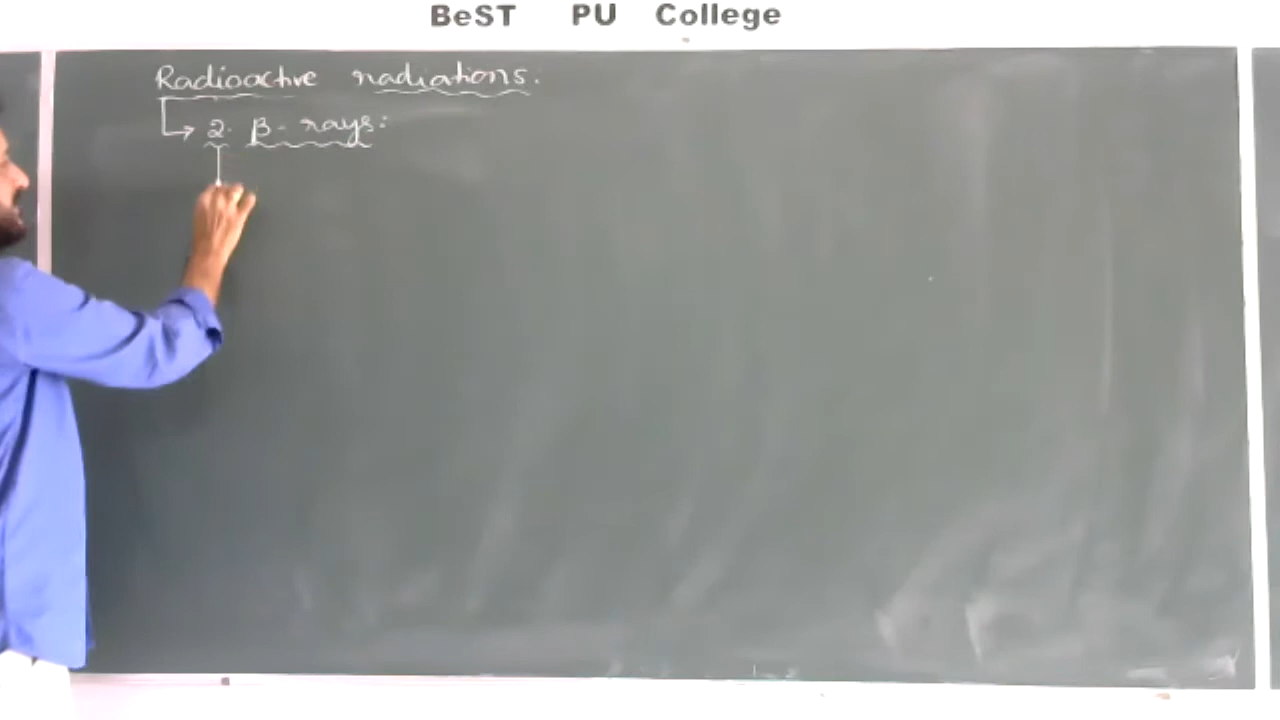 BeST PU College
Radioactive radiations.
2. β- rays: